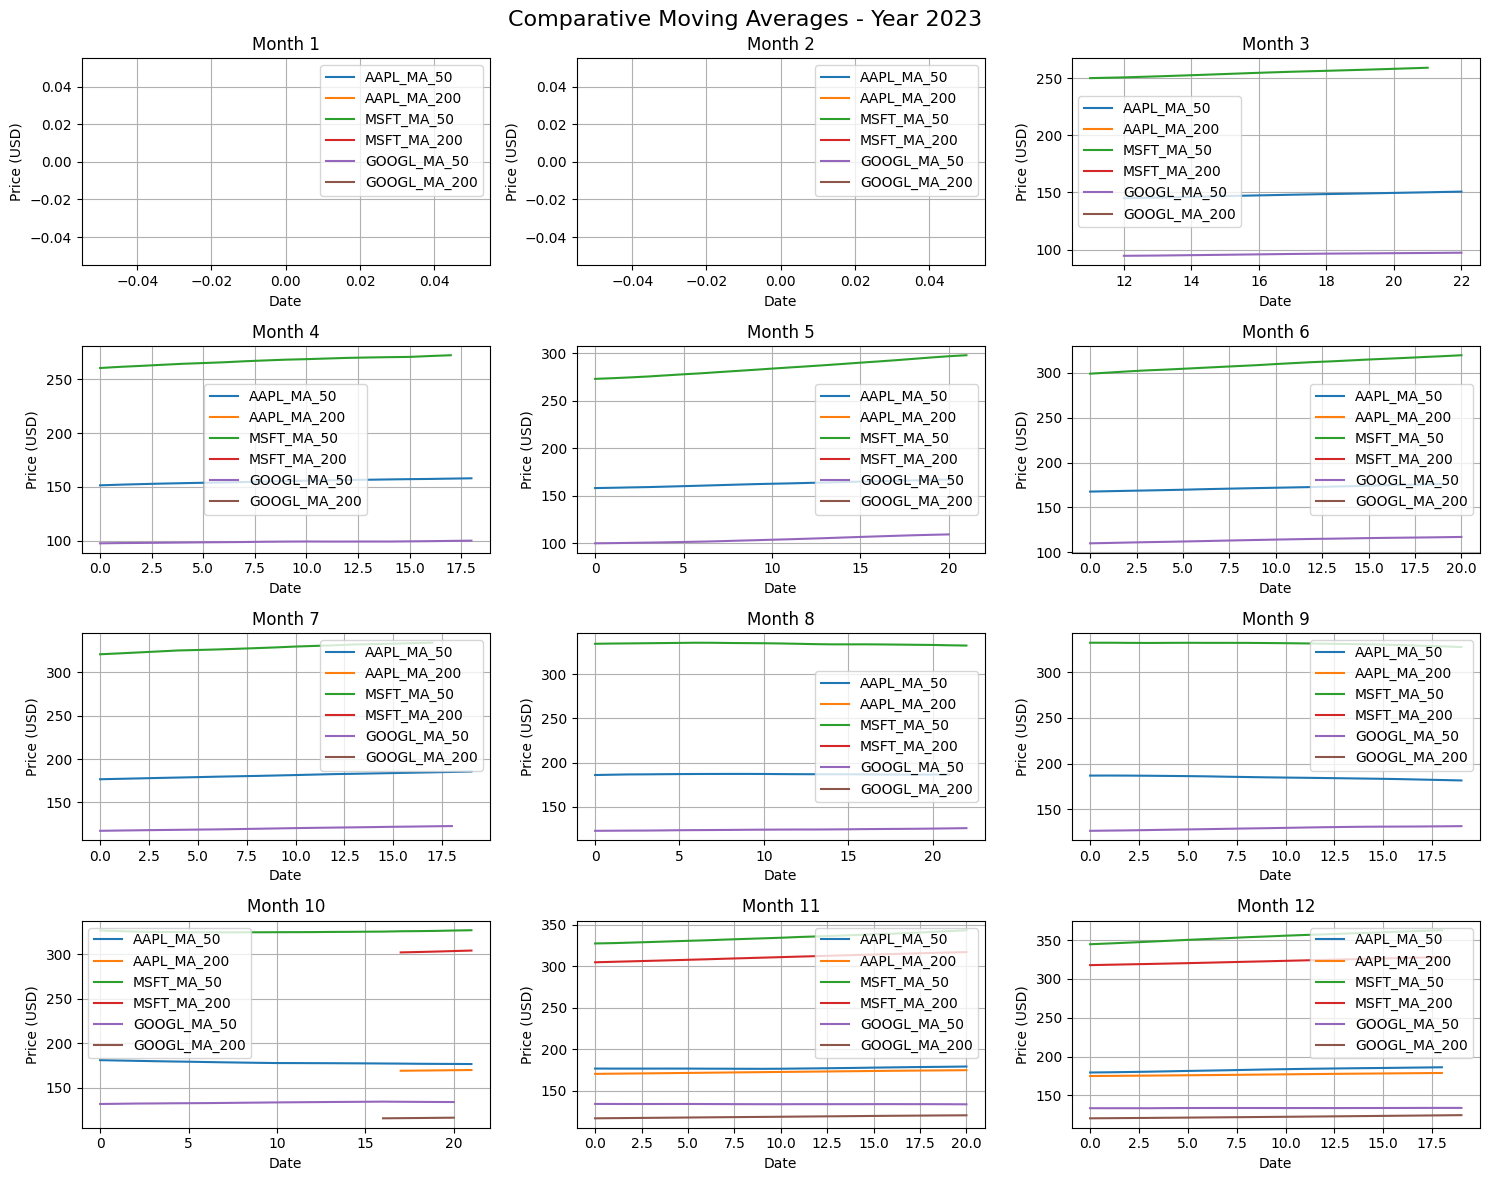 Comparative Moving Averages - Year 2023
Month 1
Price (USD)
0.04
0.02
0.00
−0.02
−0.04
AAPL_MA_50
AAPL_MA_200
MSFT_MA_50
MSFT_MA_200
GOOGL_MA_50
GOOGL_MA_200
−0.04 −0.02 0.00 0.02 0.04
Date
Month 2
Price (USD)
0.04
0.02
0.00
−0.02
−0.04
AAPL_MA_50
AAPL_MA_200
MSFT_MA_50
MSFT_MA_200
GOOGL_MA_50
GOOGL_MA_200
−0.04 −0.02 0.00 0.02 0.04
Date
Month 3
Price (USD)
250
200
150
100
AAPL_MA_50
AAPL_MA_200
MSFT_MA_50
MSFT_MA_200
GOOGL_MA_50
GOOGL_MA_200
12 14 16 18 20 22
Date
Month 4
Price (USD)
250
200
150
100
AAPL_MA_50
AAPL_MA_200
MSFT_MA_50
MSFT_MA_200
GOOGL_MA_50
GOOGL_MA_200
0.0 2.5 5.0 7.5 10.0 12.5 15.0 17.5
Date
Month 5
Price (USD)
300
250
200
150
100
AAPL_MA_50
AAPL_MA_200
MSFT_MA_50
MSFT_MA_200
GOOGL_MA_50
GOOGL_MA_200
0 5 10 15 20
Date
Month 6
Price (USD)
300
250
200
150
100
AAPL_MA_50
AAPL_MA_200
MSFT_MA_50
MSFT_MA_200
GOOGL_MA_50
GOOGL_MA_200
0.0 2.5 5.0 7.5 10.0 12.5 15.0 17.5 20.0
Date
Month 7
Price (USD)
300
250
200
150
AAPL_MA_50
AAPL_MA_200
MSFT_MA_50
MSFT_MA_200
GOOGL_MA_50
GOOGL_MA_200
0.0 2.5 5.0 7.5 10.0 12.5 15.0 17.5
Date
Month 8
Price (USD)
300
250
200
150
AAPL_MA_50
AAPL_MA_200
MSFT_MA_50
MSFT_MA_200
GOOGL_MA_50
GOOGL_MA_200
0 5 10 15 20
Date
Month 9
Price (USD)
300
250
200
150
AAPL_MA_50
AAPL_MA_200
MSFT_MA_50
MSFT_MA_200
GOOGL_MA_50
GOOGL_MA_200
0.0 2.5 5.0 7.5 10.0 12.5 15.0 17.5
Date
Month 10
Price (USD)
300
250
200
150
AAPL_MA_50
AAPL_MA_200
MSFT_MA_50
MSFT_MA_200
GOOGL_MA_50
GOOGL_MA_200
0 5 10 15 20
Date
Month 11
Price (USD)
350
300
250
200
150
AAPL_MA_50
AAPL_MA_200
MSFT_MA_50
MSFT_MA_200
GOOGL_MA_50
GOOGL_MA_200
0.0 2.5 5.0 7.5 10.0 12.5 15.0 17.5 20.0
Date
Month 12
Price (USD)
350
300
250
200
150
AAPL_MA_50
AAPL_MA_200
MSFT_MA_50
MSFT_MA_200
GOOGL_MA_50
GOOGL_MA_200
0.0 2.5 5.0 7.5 10.0 12.5 15.0 17.5
Date